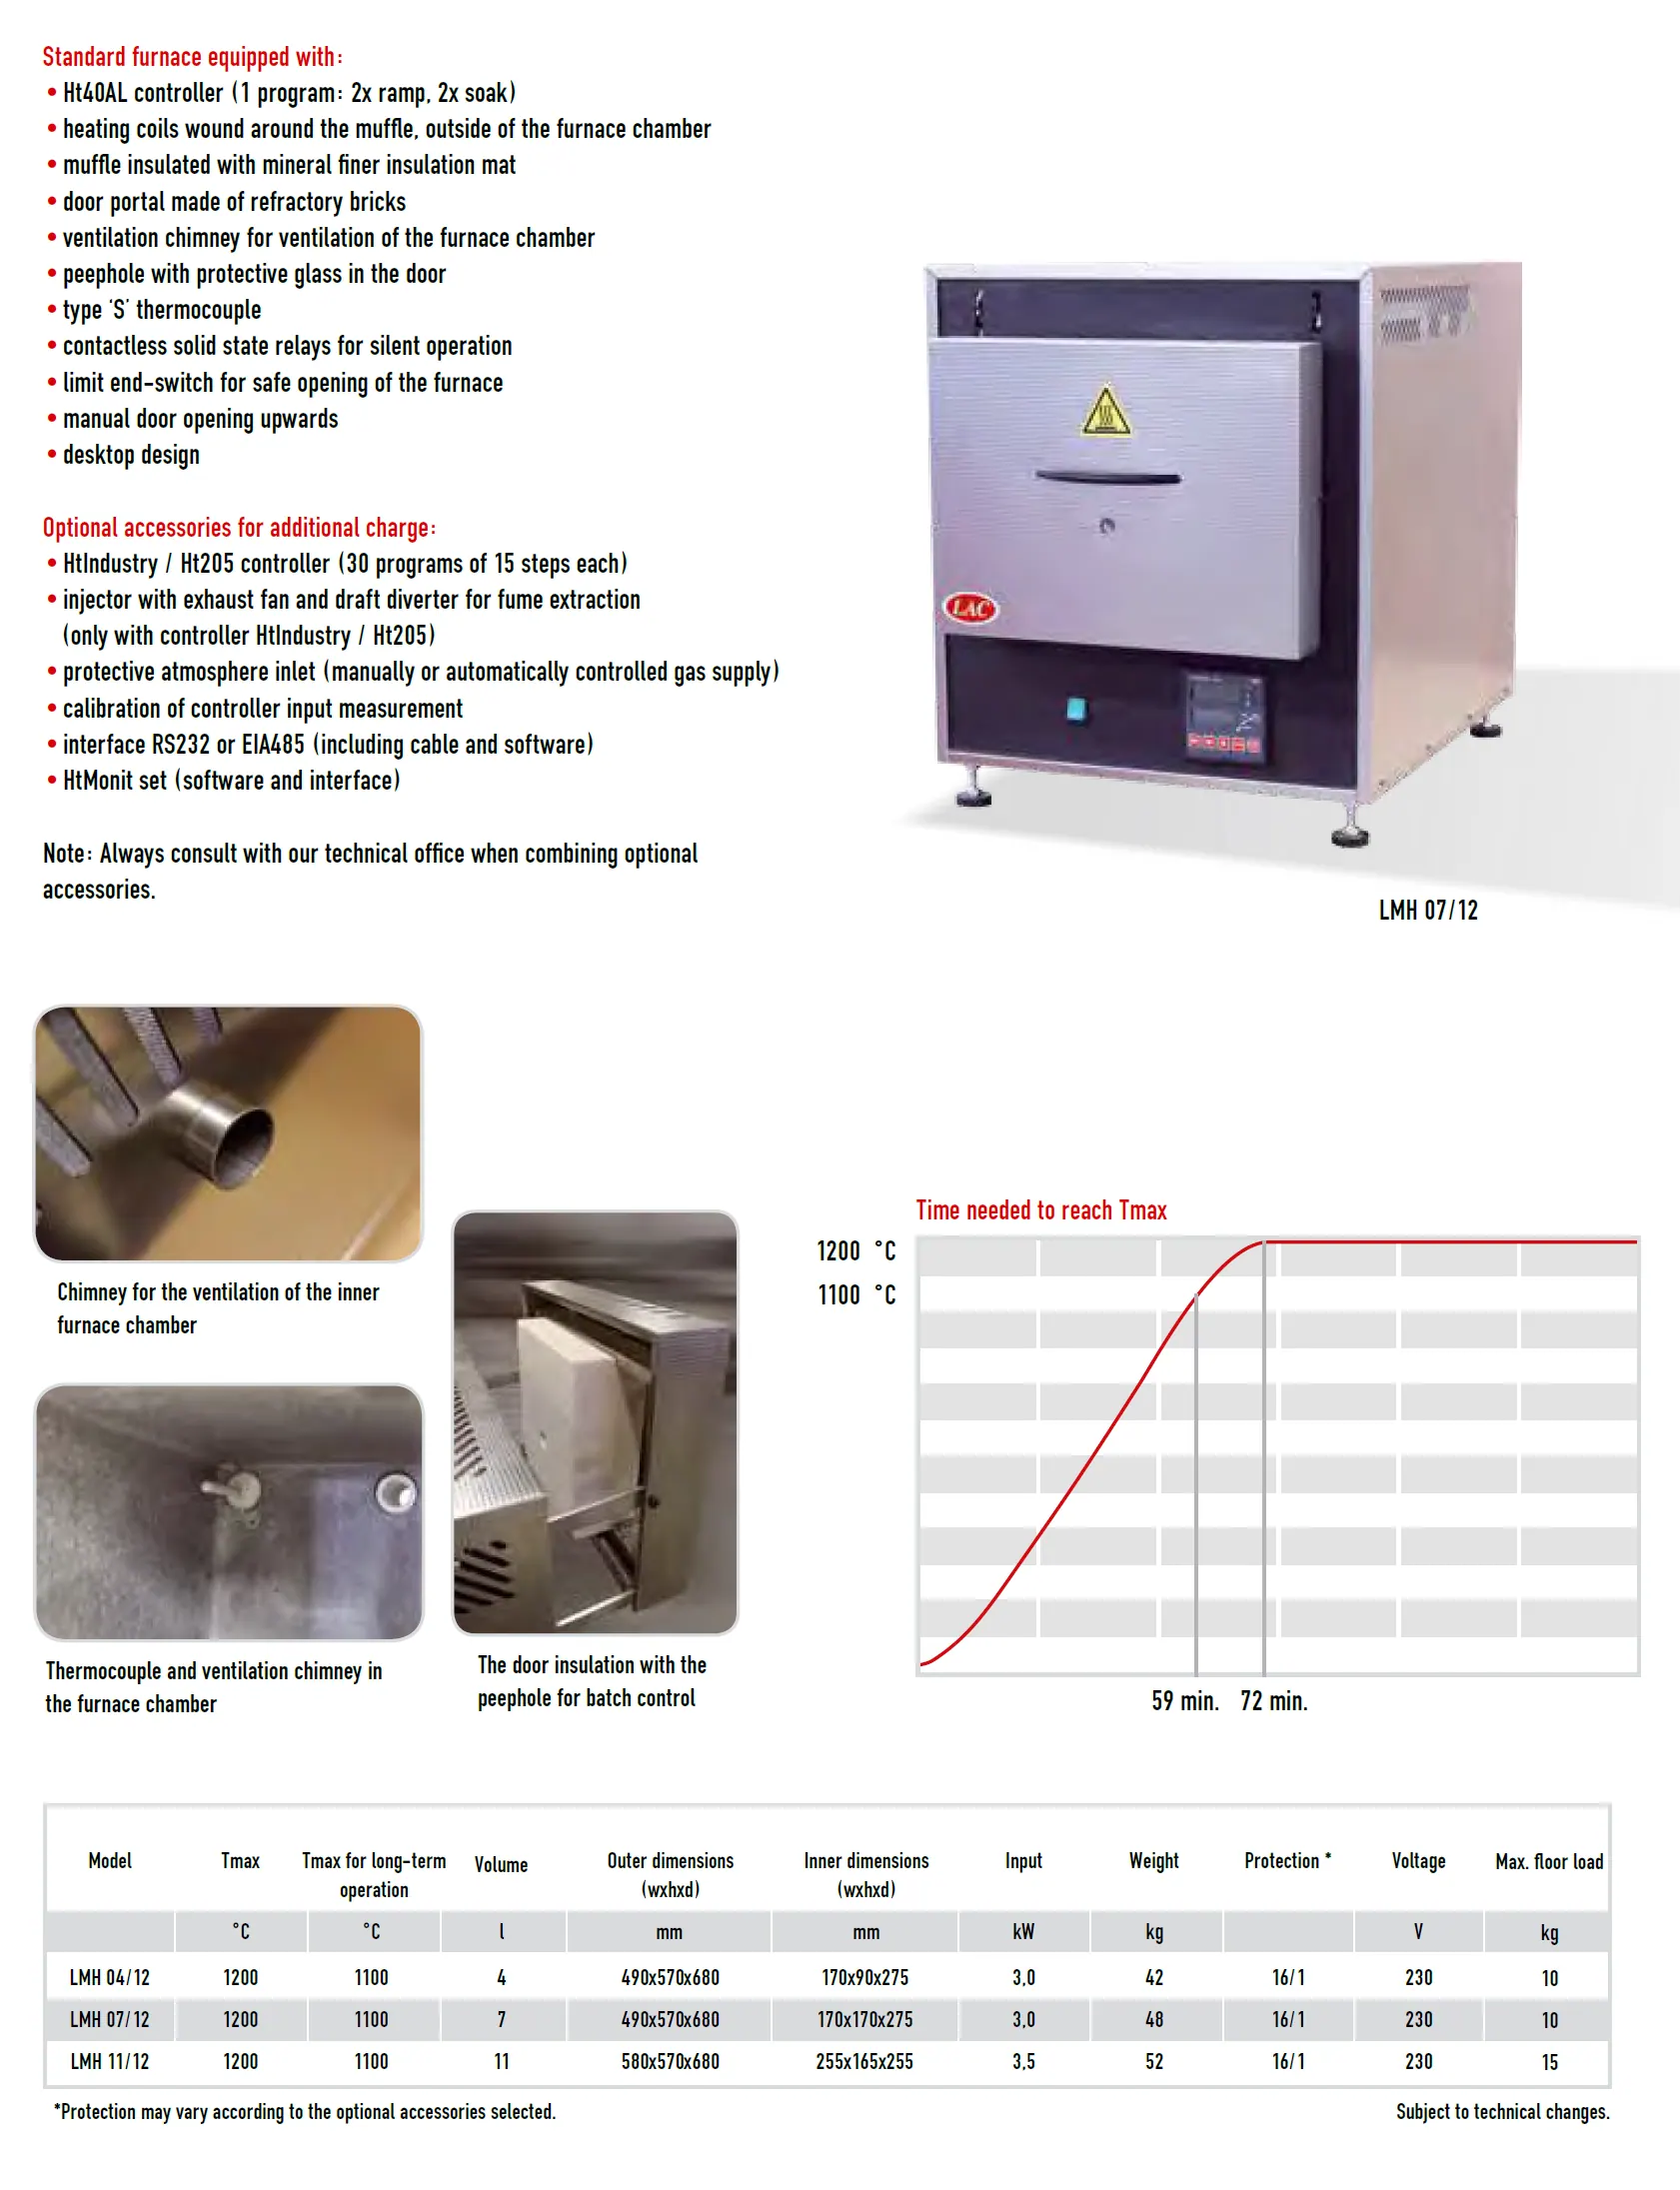 Standard furnace equipped with:
• Ht40AL controller (1 program: 2x ramp, 2x soak)
• heating coils wound around the muffle, outside of the furnace chamber
• muffle insulated with mineral finer insulation mat
• door portal made of refractory bricks
• ventilation chimney for ventilation of the furnace chamber
• peephole with protective glass in the door
• type 'S' thermocouple
• contactless solid state relays for silent operation
• limit end-switch for safe opening of the furnace
• manual door opening upwards
• desktop design
Optional accessories for additional charge:
• HtIndustry / Ht205 controller (30 programs of 15 steps each)
• injector with exhaust fan and draft diverter for fume extraction
(only with controller HtIndustry / Ht205)
• protective atmosphere inlet (manually or automatically controlled gas supply)
• calibration of controller input measurement
• interface RS232 or EIA485 (including cable and software)
• HtMonit set (software and interface)
Note: Always consult with our technical office when combining optional
accessories.
LAC
LMH 07/12
Chimney for the ventilation of the inner
furnace chamber
Thermocouple and ventilation chimney in
the furnace chamber
The door insulation with the
peephole for batch control
Time needed to reach Tmax
1200 °C
1100 °C
59 min. 72 min.
Model Tmax Tmax for long-term operation Volume Outer dimensions (wxhxd) Inner dimensions (wxhxd) Input Weight Protection * Voltage Max. floor load
°C °C l mm mm kW kg V kg
LMH 04/12 1200 1100 4 490x570x680 170x90x275 3,0 42 16/1 230 10
LMH 07/12 1200 1100 7 490x570x680 170x170x275 3,0 48 16/1 230 10
LMH 11/12 1200 1100 11 580x570x680 255x165x255 3,5 52 16/1 230 15
*Protection may vary according to the optional accessories selected.
Subject to technical changes.